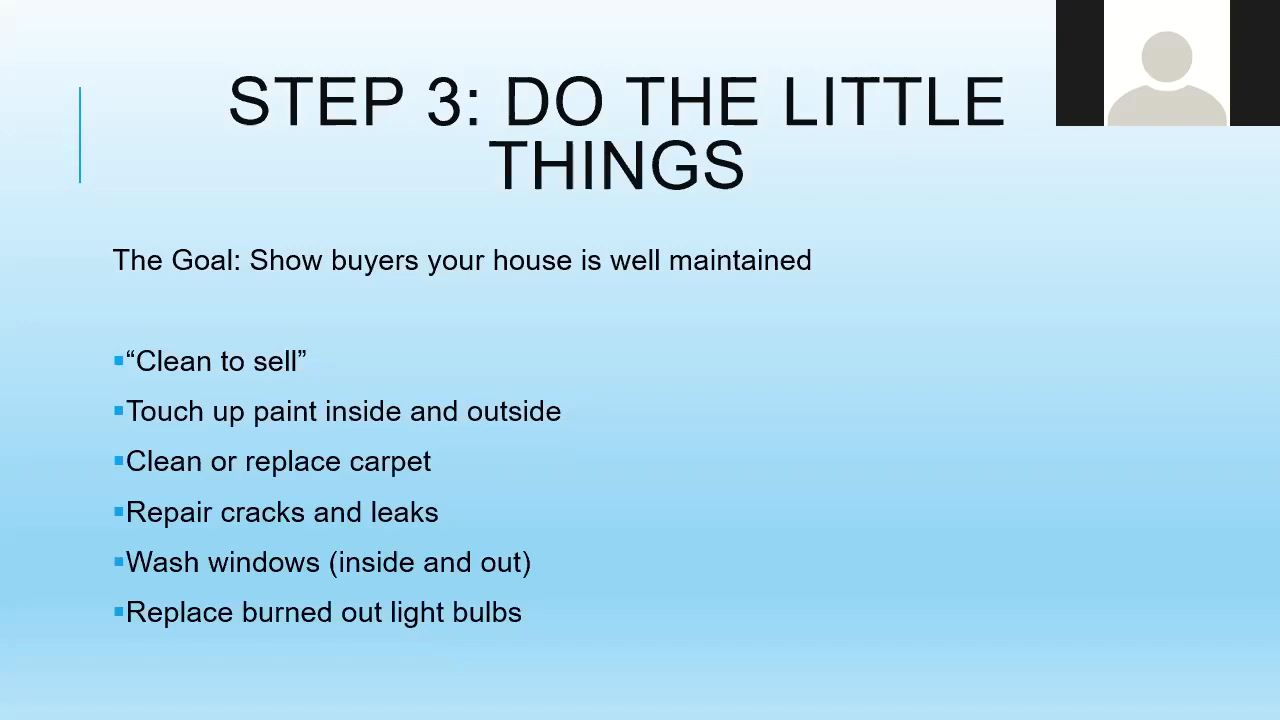 STEP 3: DO THE LITTLE
THINGS
The Goal: Show buyers your house is well maintained
▪“Clean to sell”
▪Touch up paint inside and outside
▪Clean or replace carpet
▪Repair cracks and leaks
▪Wash windows (inside and out)
▪Replace burned out light bulbs